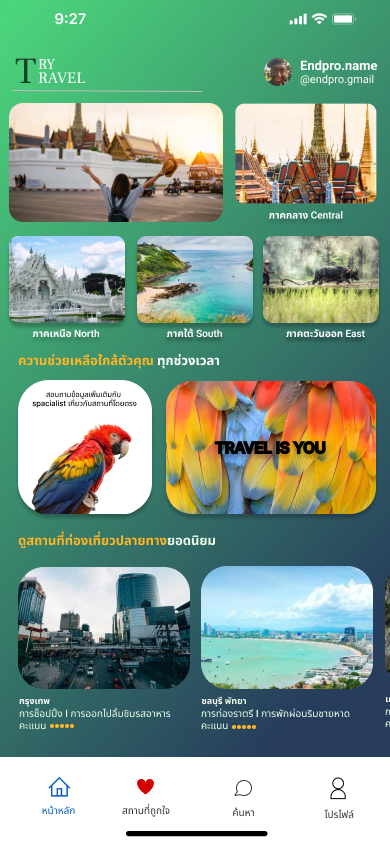 9:27
TRY
TRAVEL
Endpro.name
@endpro.gmail
ภาคกลาง Central
ภาคเหนือ North
ภาคใต้ South
ภาคตะวันออก East
ความช่วยเหลือใกล้ตัวคุณ ทุกช่วงเวลา
สอบถามข้อมูลเพิ่มเติมกับ
spacialist เกี่ยวกับสถานที่โดยตรง
TRAVEL IS YOU
ดูสถานที่ท่องเที่ยวปลายทางยอดนิยม
กรุงเทพ
การช็อปปิ้ง l การออกไปลิ้มชิมรสอาหาร
คะแนน
ชลบุรี พัทยา
การท่องราตรี l การพักผ่อนริมชายหาด
คะแนน
หน้าหลัก
สถานที่ถูกใจ
ค้นหา
โปรไฟล์